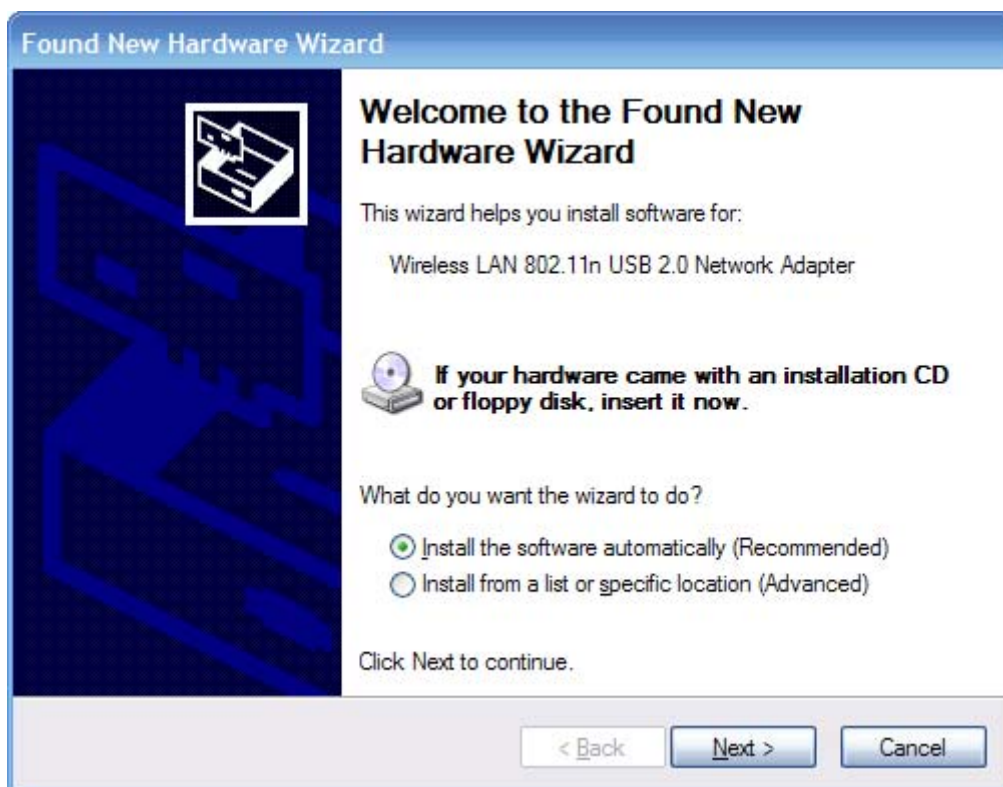 Found New Hardware Wizard
Welcome to the Found New
Hardware Wizard
This wizard helps you install software for:
Wireless LAN 802.11n USB 2.0 Network Adapter
If your hardware came with an installation CD
or floppy disk, insert it now.
What do you want the wizard to do?
Install the software automatically (Recommended)
Install from a list or specific location (Advanced)
Click Next to continue.
< Back Next > Cancel